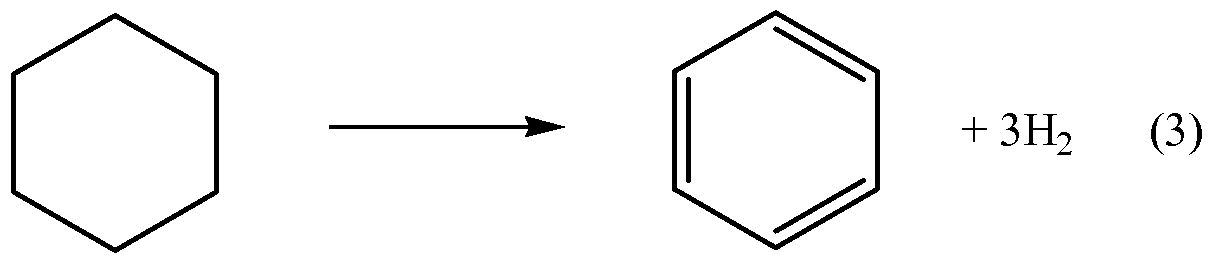 + 3H₂ (3)